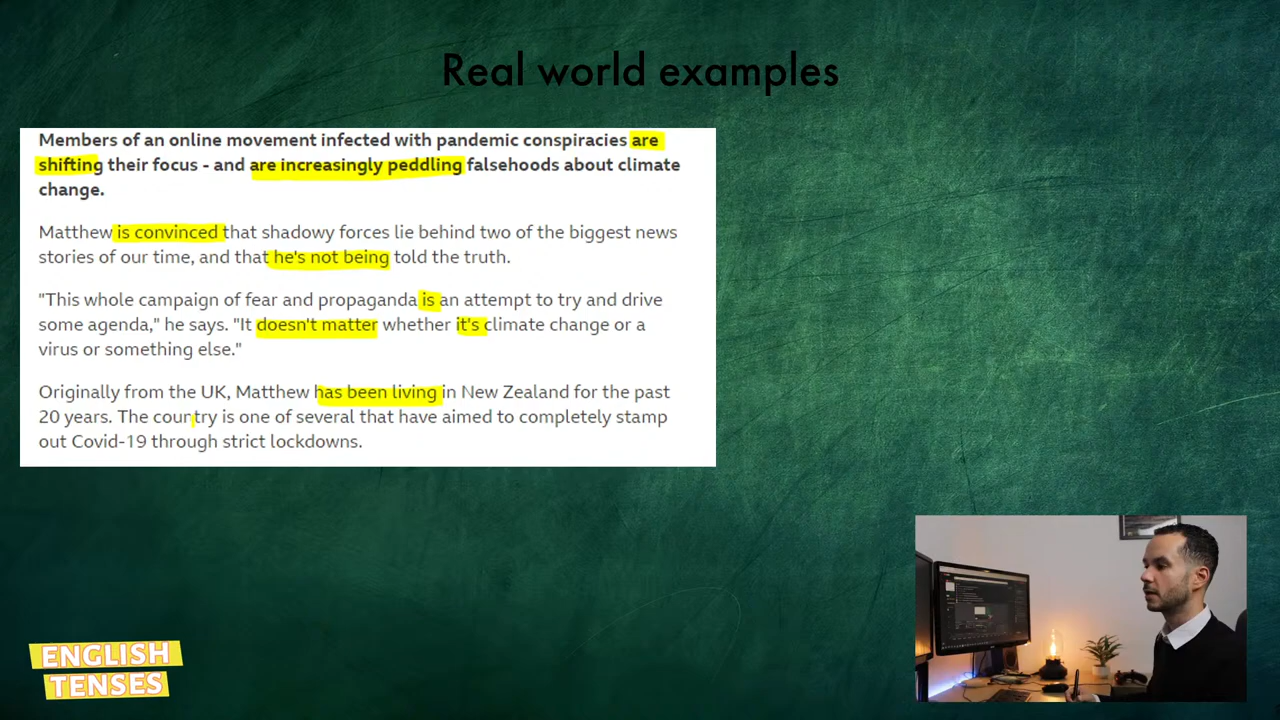 Real world examples
Members of an online movement infected with pandemic conspiracies are
shifting their focus - and are increasingly peddling falsehoods about climate
change.
Matthew is convinced that shadowy forces lie behind two of the biggest news
stories of our time, and that he's not being told the truth.
"This whole campaign of fear and propaganda is an attempt to try and drive
some agenda," he says. "It doesn't matter whether it's climate change or a
virus or something else."
Originally from the UK, Matthew has been living in New Zealand for the past
20 years. The country is one of several that have aimed to completely stamp
out Covid-19 through strict lockdowns.
ENGLISH
TENSES